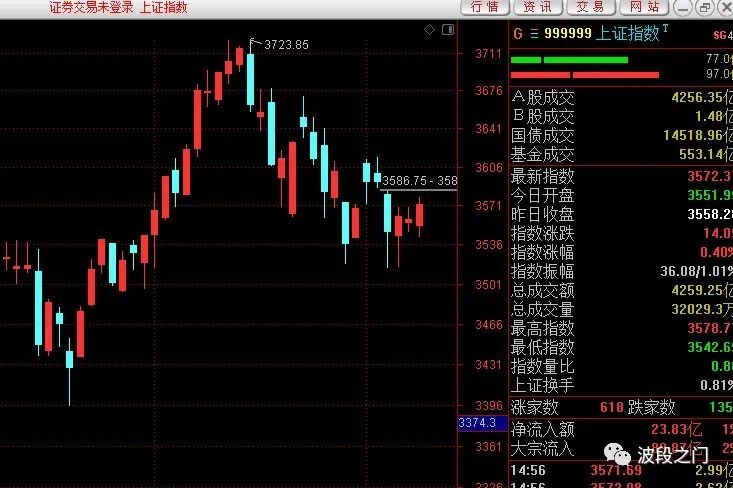 证券交易未登录 上证指数 行情 资讯 交易 网站
G 999999 上证指数 T
3723.85
3586.75 - 358
3711
3676
3641
3606
3571
3536
3501
3466
3431
3396
3374.3
3361
3326
77.0
97.0
A股成交 4256.35亿
B股成交 1.48亿
国债成交 14518.96亿
基金成交 553.14亿
最新指数 3572.3
今日开盘 3551.9
昨日收盘 3558.2
指数涨跌 14.0
指数涨幅 0.40%
指数振幅 36.08/1.01%
总成交额 4259.25亿
总成交量 32029.3万
最高指数 3578.7
最低指数 3542.6
指数量比 0.8
上证换手 0.81%
涨家数 618 跌家数 135
净流入额 23.83亿
大宗流入
波段之门
14:56 3571.69 2.99亿
14:56